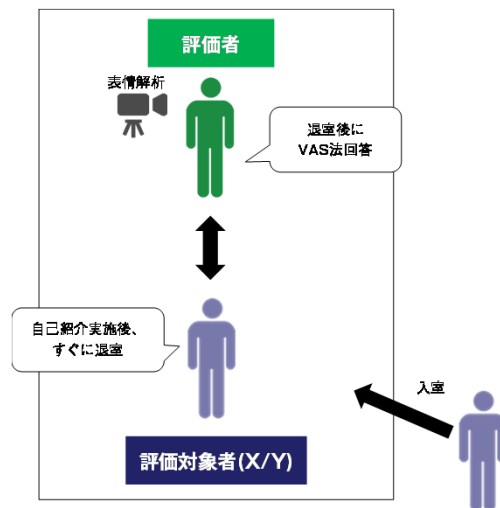 評価者
表情解析
退室後に
VAS法回答
自己紹介実施後、
すぐに退室
入室
評価対象者(X/Y)